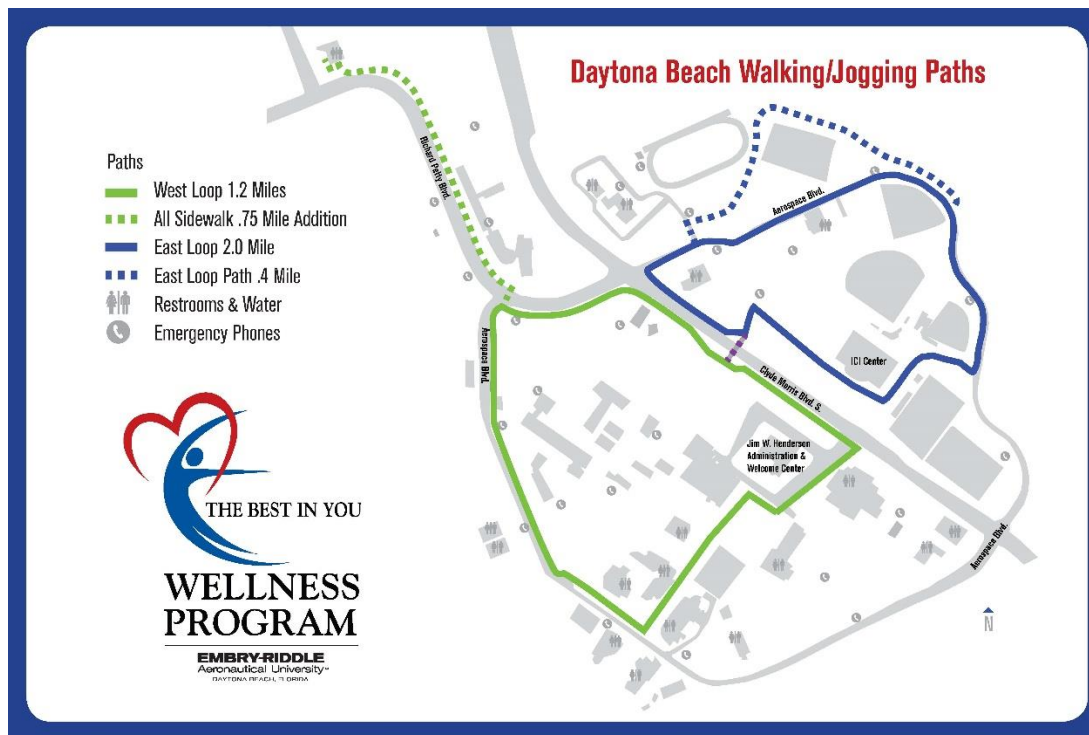 Daytona Beach Walking/Jogging Paths
Paths
West Loop 1.2 Miles
All Sidewalk .75 Mile Addition
East Loop 2.0 Mile
East Loop Path .4 Mile
Restrooms & Water
Emergency Phones
Richard Petty Blvd.
Aerospace Blvd.
Aerospace Blvd.
ICI Center
Clyde Morris Blvd. S.
Jim W. Henderson
Administration &
Welcome Center
Aerospace Blvd.
N
THE BEST IN YOU
WELLNESS
PROGRAM
EMBRY-RIDDLE
Aeronautical University
DAYTONA BEACH, FLORIDA